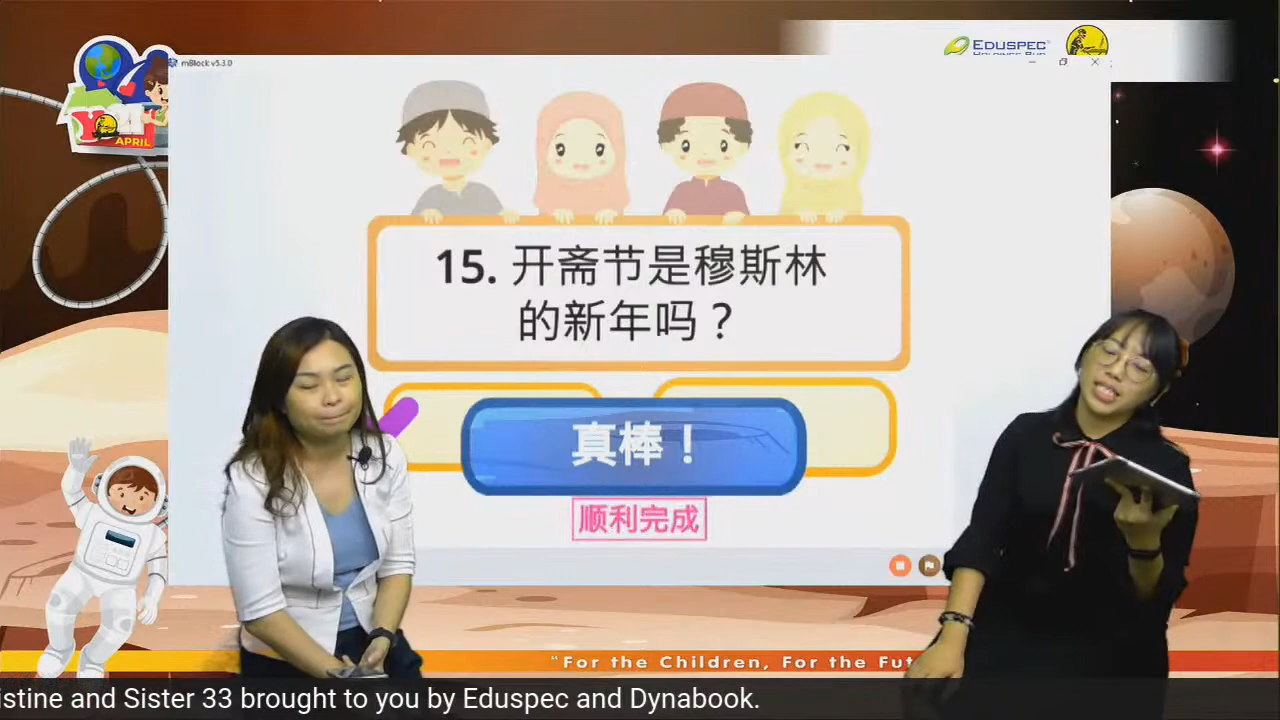 EDUSPEC
mBlock v5.3.0
APRIL
15. 开斋节是穆斯林
的新年吗？
真棒！
顺利完成
"For the Children, For the Fut
istine and Sister 33 brought to you by Eduspec and Dynabook.